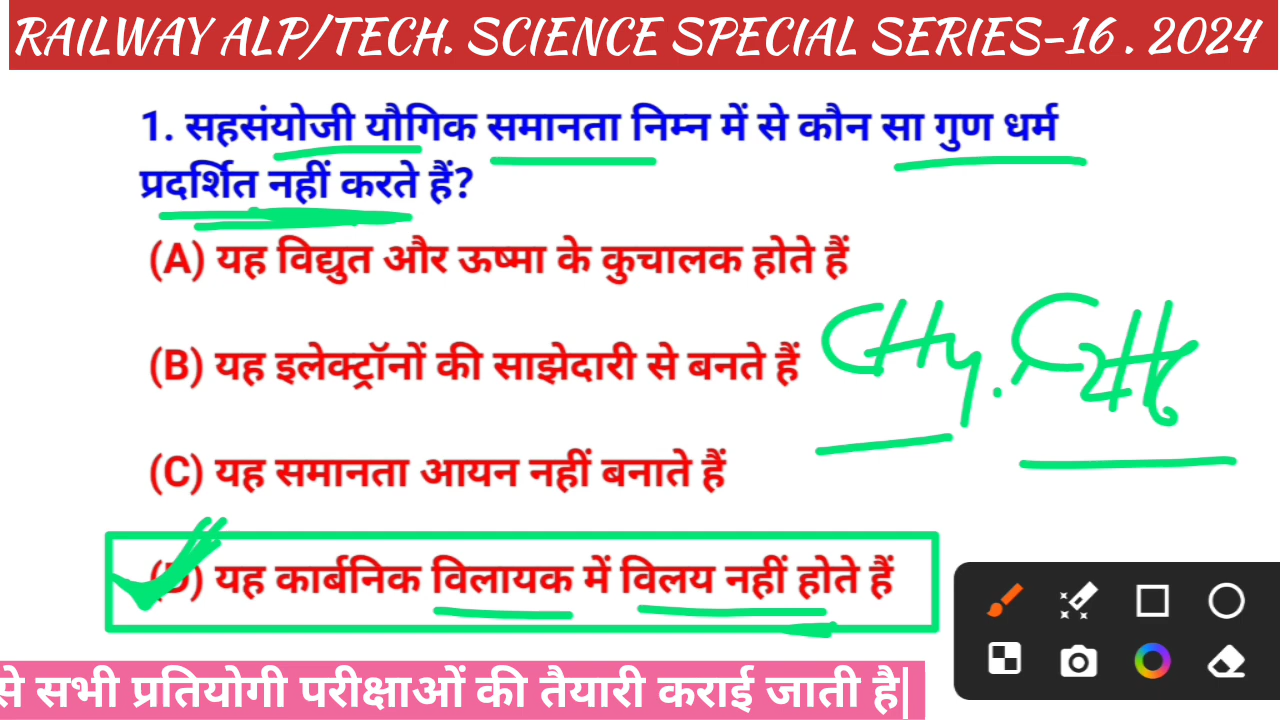 RAILWAY ALP/TECH. SCIENCE SPECIAL SERIES-16 . 2024
1. सहसंयोजी यौगिक समानता निम्न में से कौन सा गुण धर्म
प्रदर्शित नहीं करते हैं?
(A) यह विद्युत और ऊष्मा के कुचालक होते हैं
(B) यह इलेक्ट्रॉनों की साझेदारी से बनते हैं
CH4. C2H6
(C) यह समानता आयन नहीं बनाते हैं
(D) यह कार्बनिक विलायक में विलय नहीं होते हैं
से सभी प्रतियोगी परीक्षाओं की तैयारी कराई जाती है|